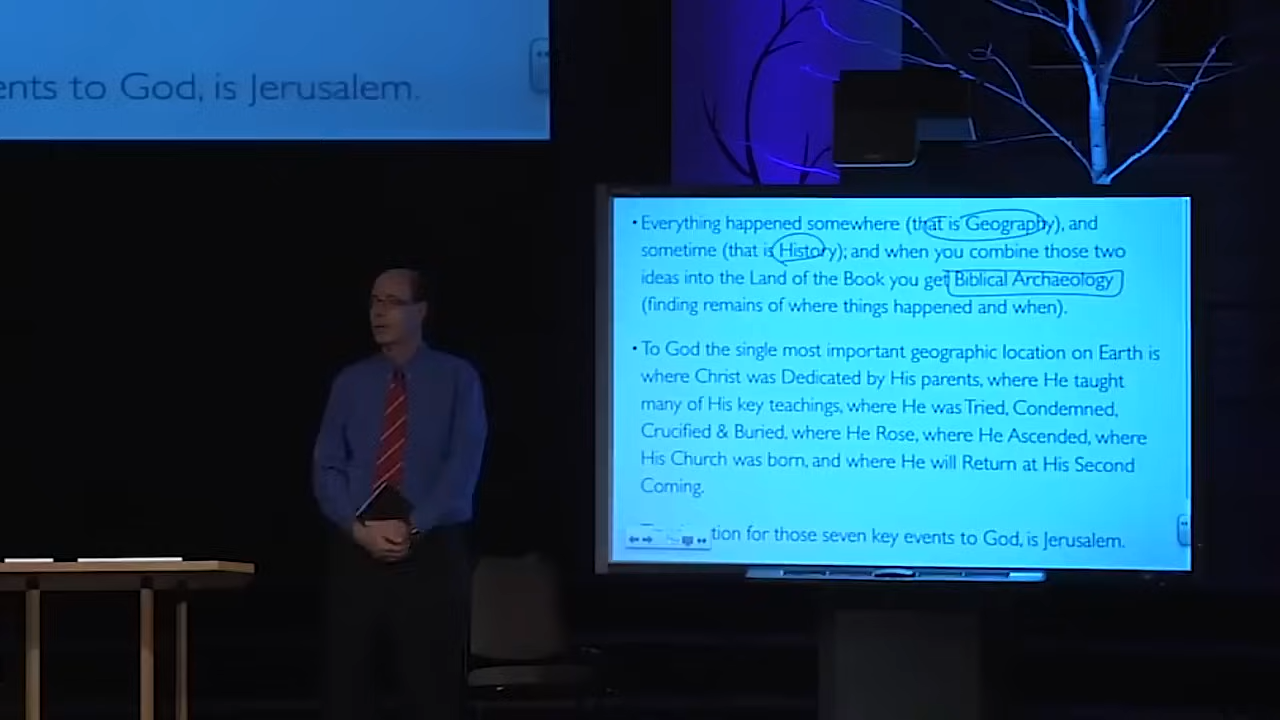 ents to God, is Jerusalem.
• Everything happened somewhere (that is Geography), and
sometime (that is History); and when you combine those two
ideas into the Land of the Book you get Biblical Archaeology
(finding remains of where things happened and when).
• To God the single most important geographic location on Earth is
where Christ was Dedicated by His parents, where He taught
many of His key teachings, where He was Tried, Condemned,
Crucified & Buried, where He Rose, where He Ascended, where
His Church was born, and where He will Return at His Second
Coming.
tion for those seven key events to God, is Jerusalem.